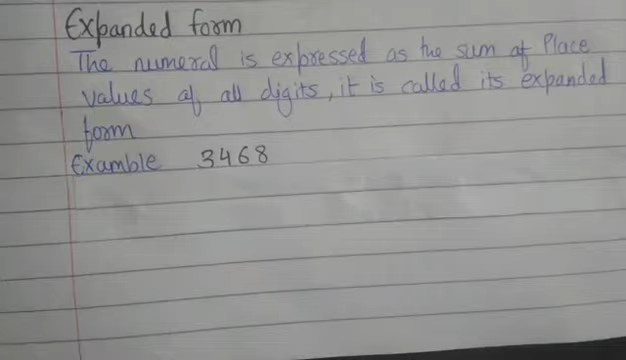 Expanded form
The numeral is expressed as the sum of Place
values of all digits, it is called its expanded
form
Examble 3468